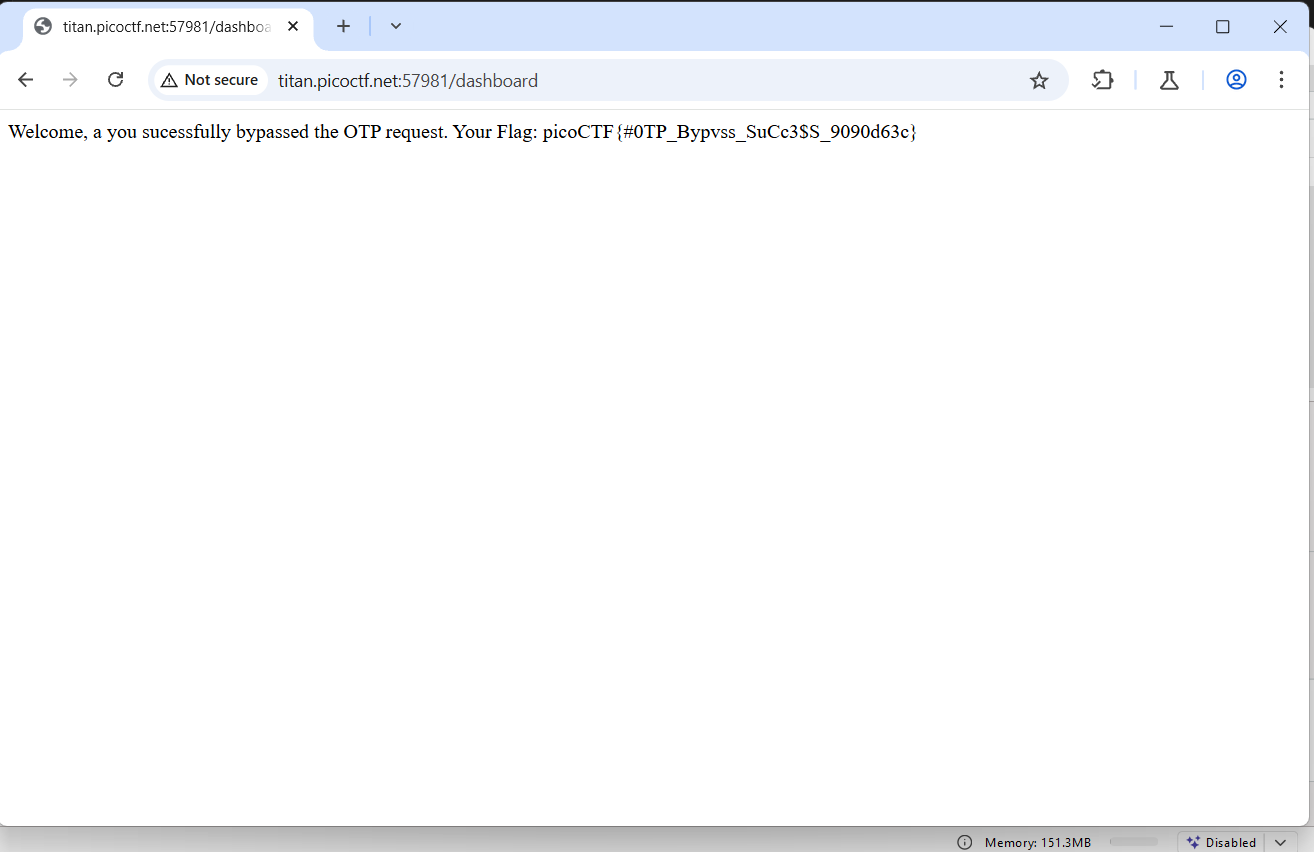 titan.picoctf.net:57981/dashboa
Not secure
titan.picoctf.net:57981/dashboard
Welcome, a you sucessfully bypassed the OTP request. Your Flag: picoCTF{#0TP_Bypvss_SuCc3$S_9090d63c}
Memory: 151.3MB
Disabled